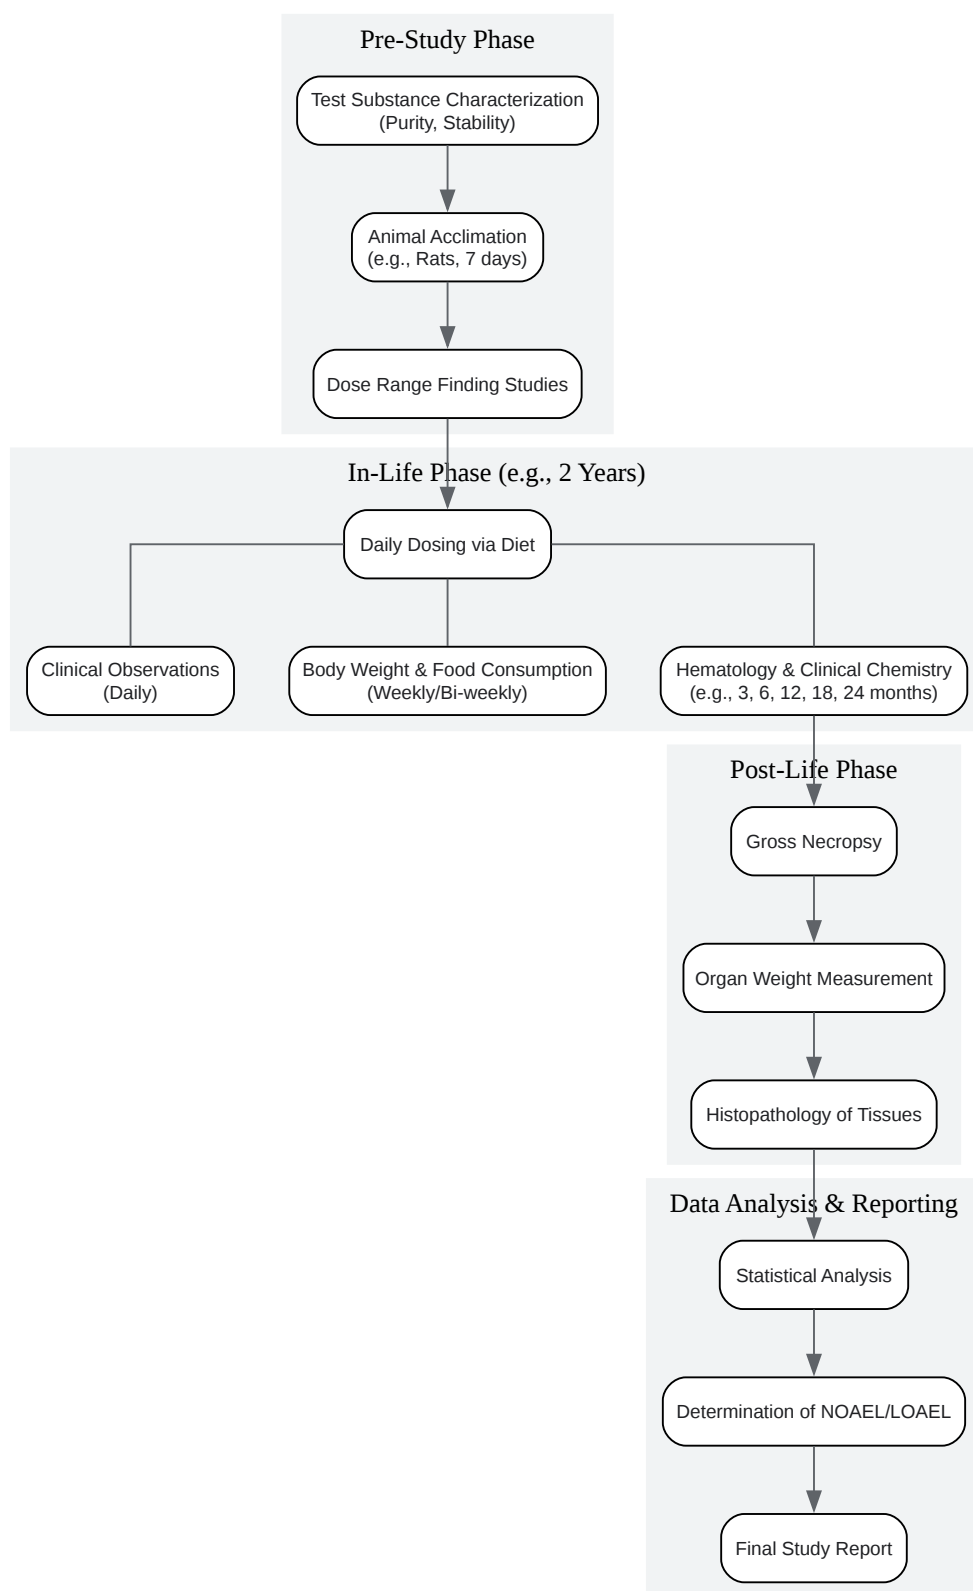 Pre-Study Phase
Test Substance Characterization
(Purity, Stability)
Animal Acclimation
(e.g., Rats, 7 days)
Dose Range Finding Studies
In-Life Phase (e.g., 2 Years)
Daily Dosing via Diet
Clinical Observations
(Daily)
Body Weight & Food Consumption
(Weekly/Bi-weekly)
Hematology & Clinical Chemistry
(e.g., 3, 6, 12, 18, 24 months)
Post-Life Phase
Gross Necropsy
Organ Weight Measurement
Histopathology of Tissues
Data Analysis & Reporting
Statistical Analysis
Determination of NOAEL/LOAEL
Final Study Report